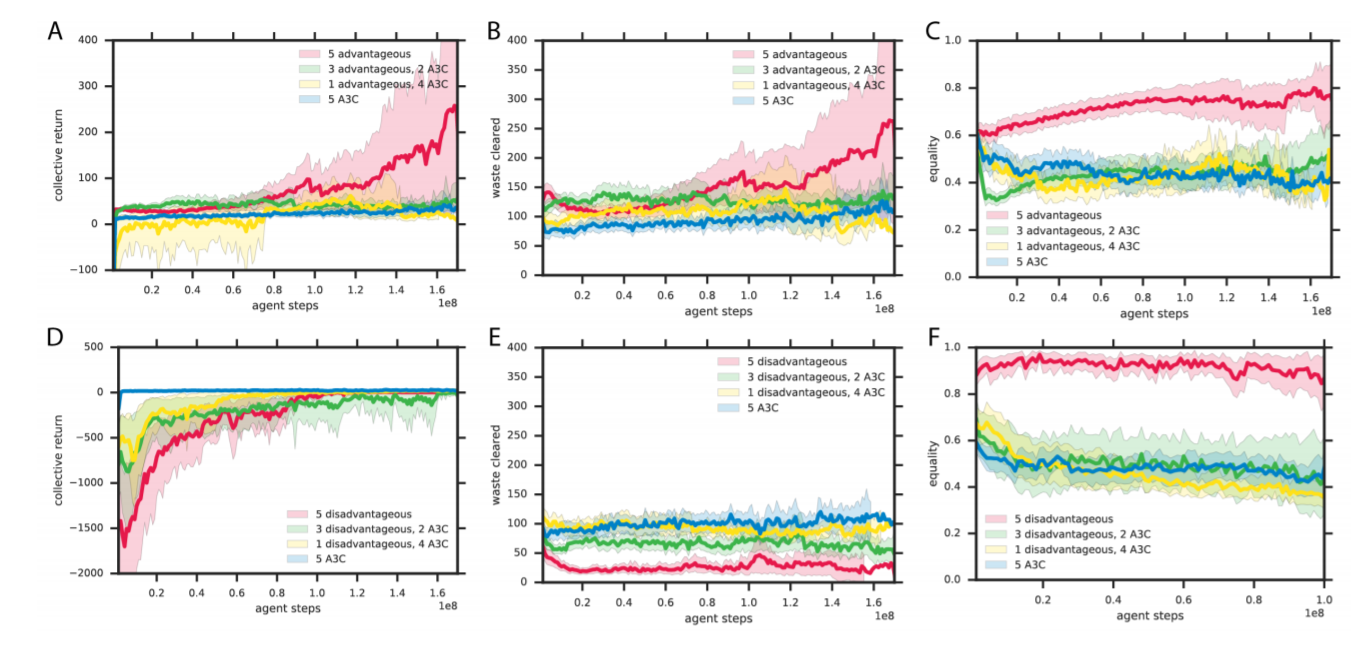 A
collective return
400
300
200
100
0
−100
5 advantageous
3 advantageous, 2 A3C
1 advantageous, 4 A3C
5 A3C
0.2 0.4 0.6 0.8 1.0 1.2 1.4 1.6
1e8
agent steps
B
waste cleared
400
350
300
250
200
150
100
50
0
5 advantageous
3 advantageous, 2 A3C
1 advantageous, 4 A3C
5 A3C
0.2 0.4 0.6 0.8 1.0 1.2 1.4 1.6
1e8
agent steps
C
equality
1.0
0.8
0.6
0.4
0.2
0.0
5 advantageous
3 advantageous, 2 A3C
1 advantageous, 4 A3C
5 A3C
0.2 0.4 0.6 0.8 1.0 1.2 1.4 1.6
1e8
agent steps
D
collective return
500
0
−500
−1000
−1500
−2000
5 disadvantageous
3 disadvantageous, 2 A3C
1 disadvantageous, 4 A3C
5 A3C
0.2 0.4 0.6 0.8 1.0 1.2 1.4 1.6
1e8
agent steps
E
waste cleared
400
350
300
250
200
150
100
50
0
5 disadvantageous
3 disadvantageous, 2 A3C
1 disadvantageous, 4 A3C
5 A3C
0.2 0.4 0.6 0.8 1.0 1.2 1.4 1.6
1e8
agent steps
F
equality
1.0
0.8
0.6
0.4
0.2
0.0
5 disadvantageous
3 disadvantageous, 2 A3C
1 disadvantageous, 4 A3C
5 A3C
0.2 0.4 0.6 0.8 1.0
1e8
agent steps